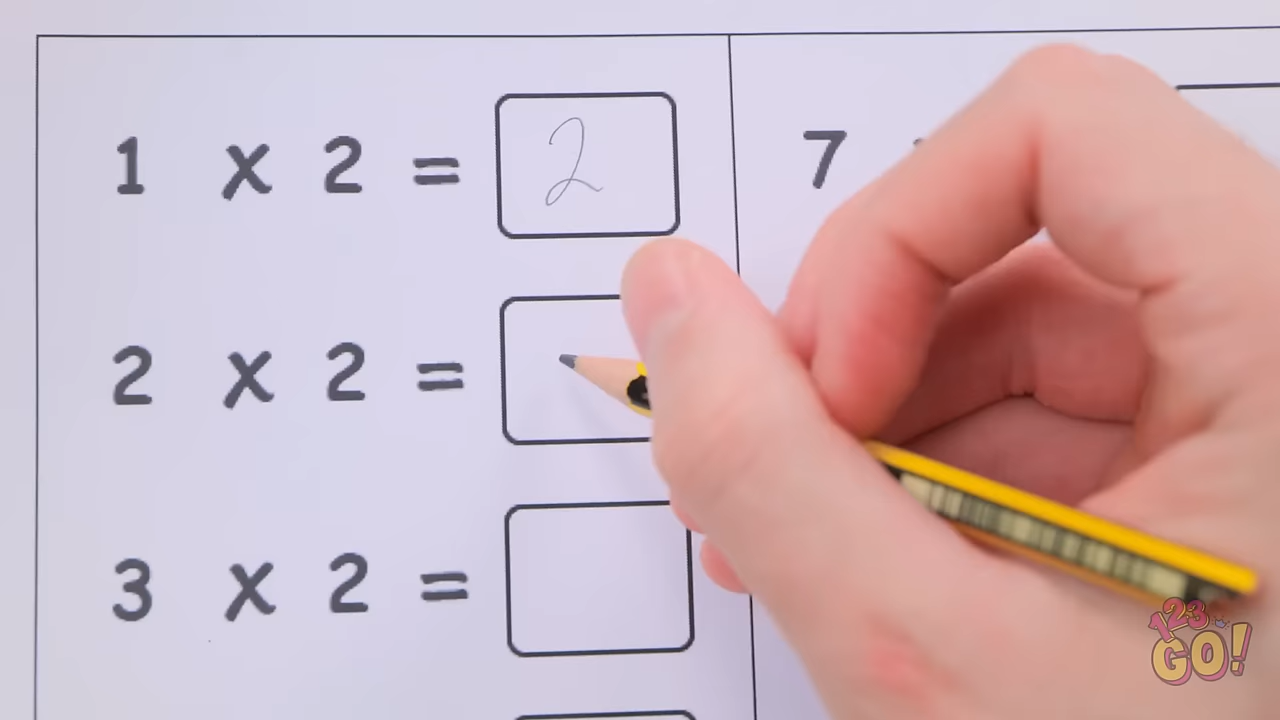 1 x 2 = 2
2 x 2 =
3 x 2 =
7
123
GO!